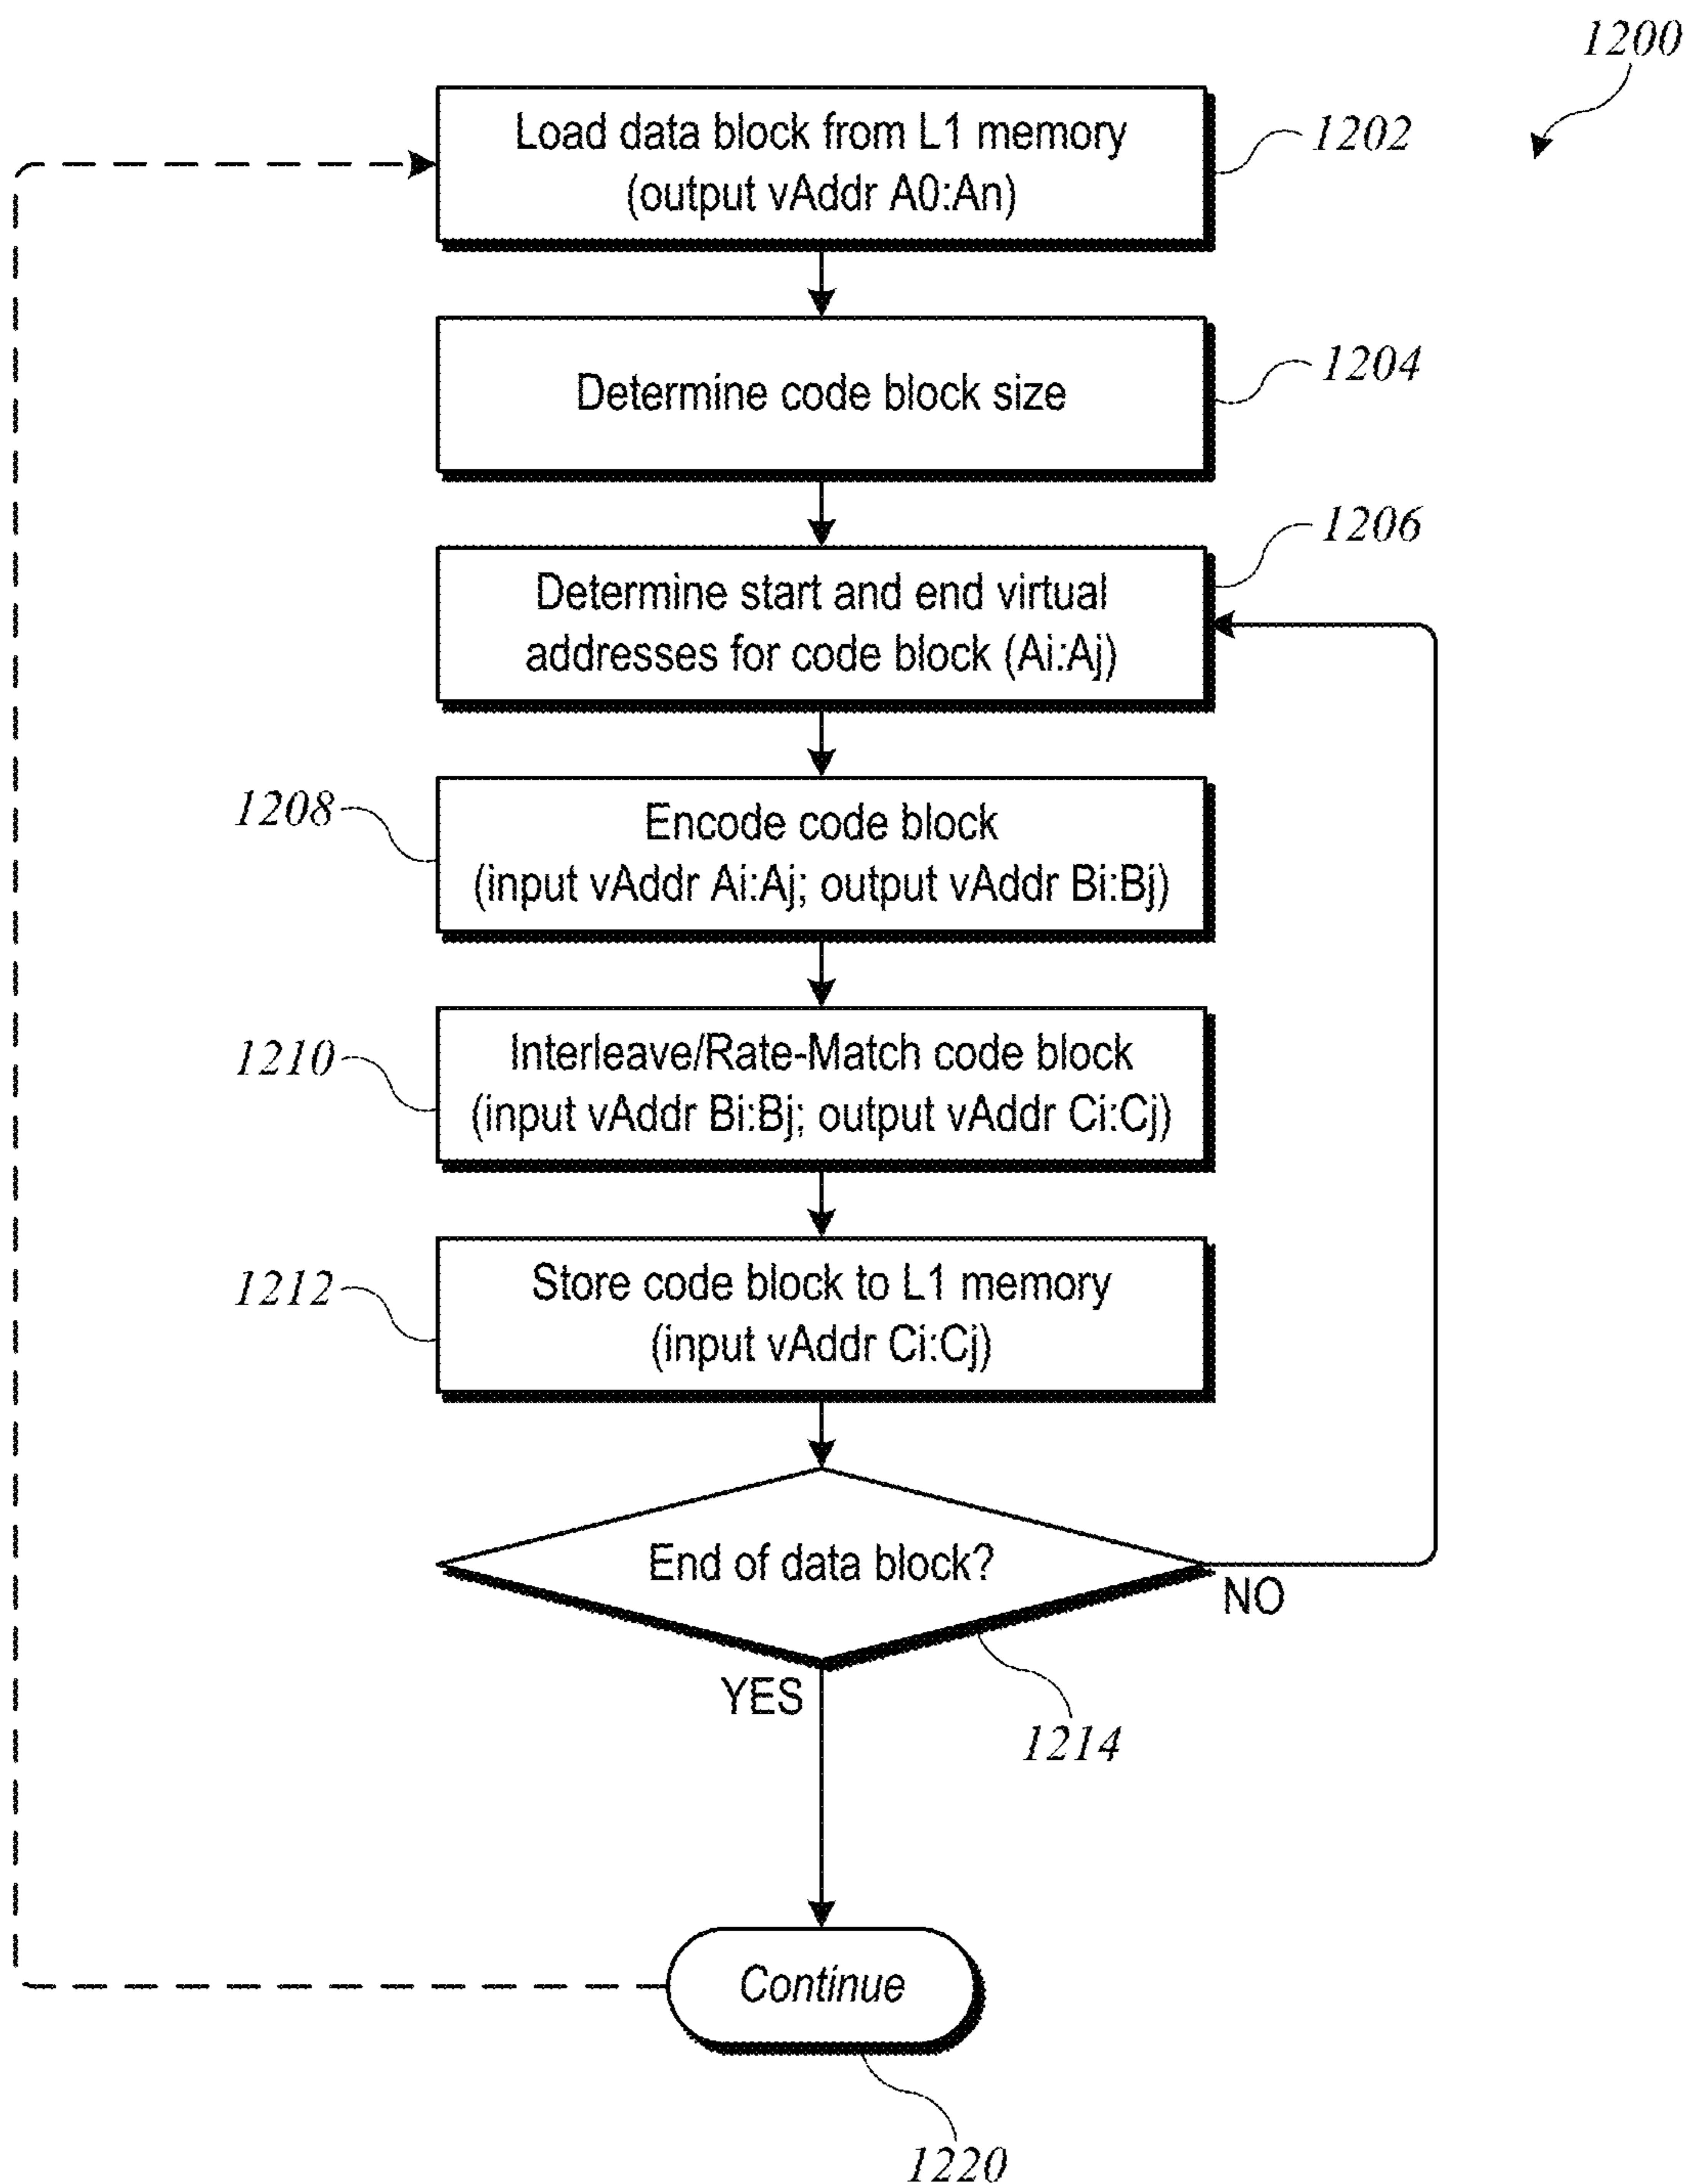 1200
Load data block from L1 memory
(output vAddr A0:An)
1202
Determine code block size
1204
Determine start and end virtual
addresses for code block (Ai:Aj)
1206
Encode code block
(input vAddr Ai:Aj; output vAddr Bi:Bj)
1208
Interleave/Rate-Match code block
(input vAddr Bi:Bj; output vAddr Ci:Cj)
1210
Store code block to L1 memory
(input vAddr Ci:Cj)
1212
End of data block?
NO
YES
1214
Continue
1220